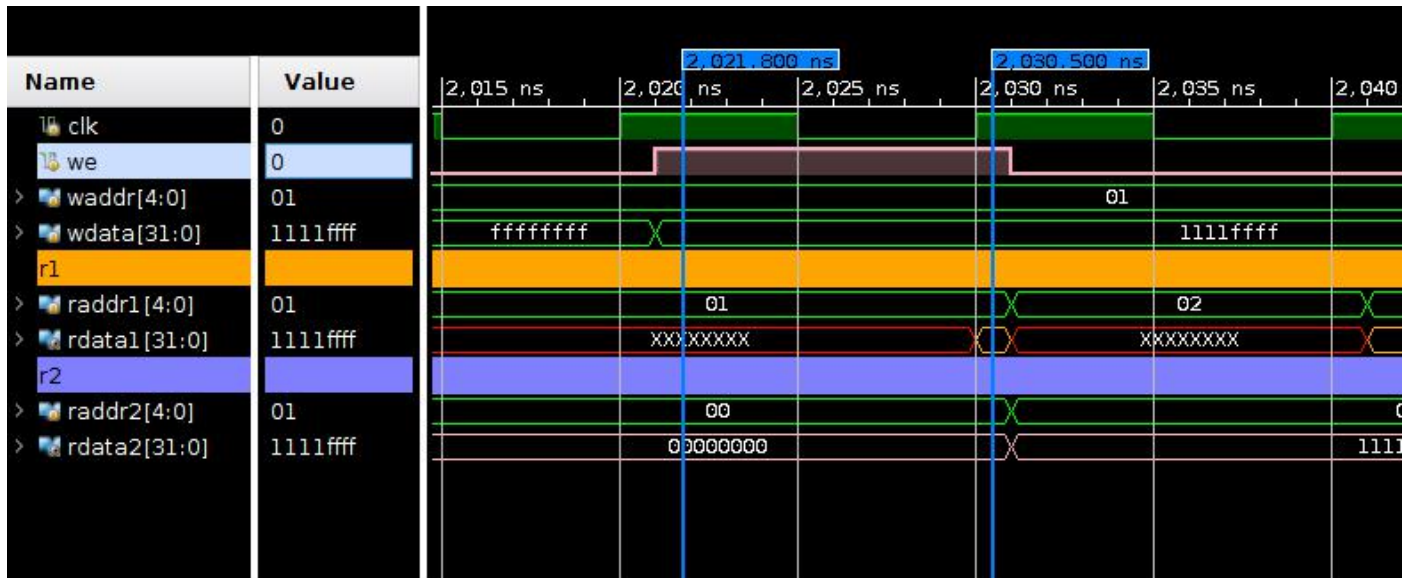 2,021.800 ns 2,030.500 ns
Name Value 2,015 ns 2,020 ns 2,025 ns 2,030 ns 2,035 ns 2,040
clk 0
we 0
waddr[4:0] 01 01
wdata[31:0] 1111ffff ffffffff 1111ffff
r1
raddr1[4:0] 01 01 02
rdata1[31:0] 1111ffff XXXXXXXX XXXXXXXX
r2
raddr2[4:0] 01 00
rdata2[31:0] 1111ffff 00000000 1111